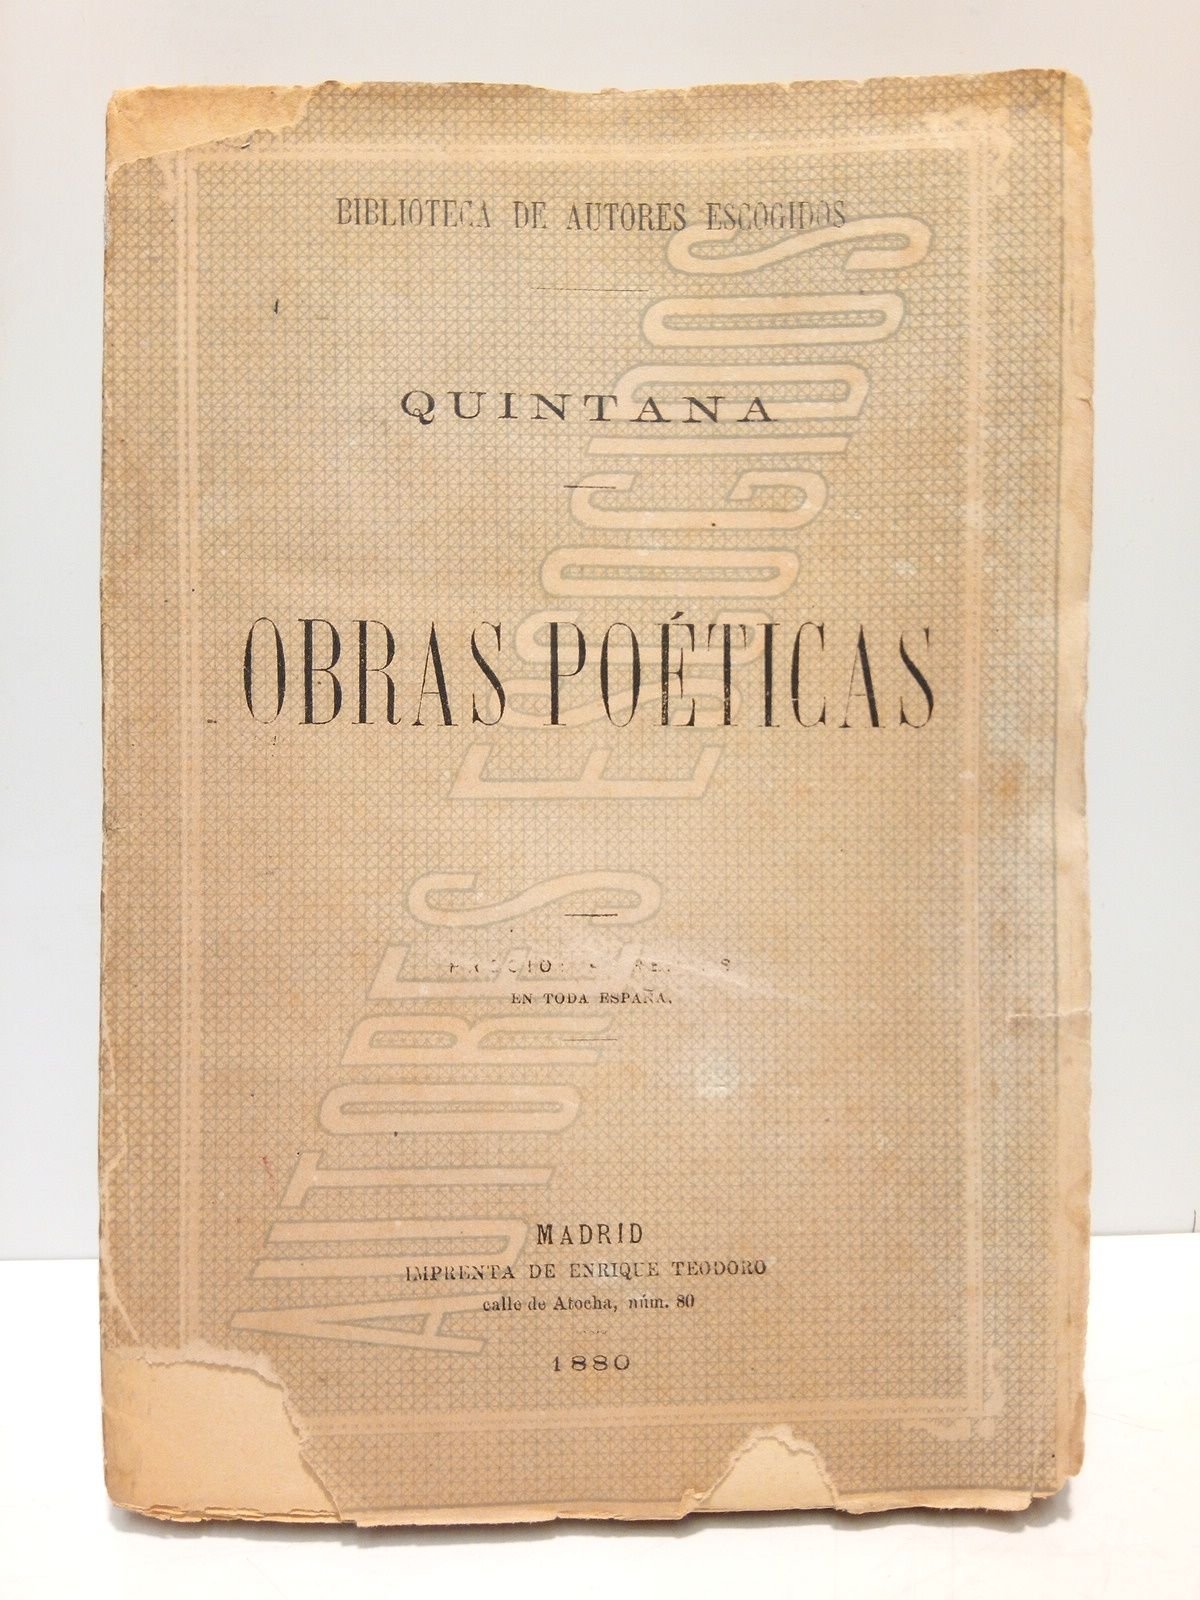 BIBLIOTECA DE AUTORES ESCOGIDOS
QUINTANA
OBRAS POÉTICAS
AUTORES ESCOGIDOS
EN TODA ESPAÑA.
MADRID
IMPRENTA DE ENRIQUE TEODORO
calle de Atocha, núm. 80
1880